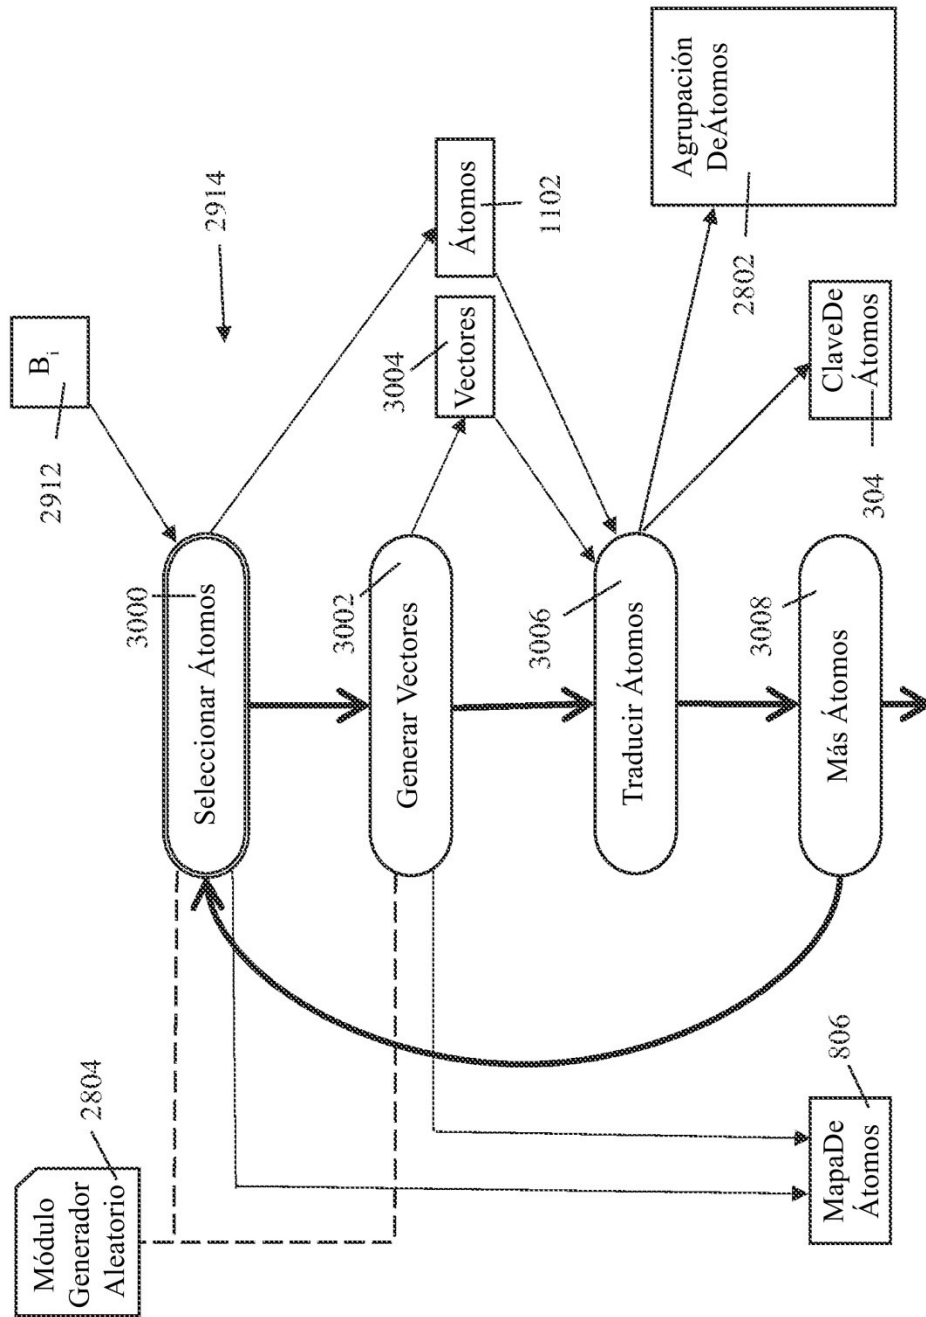 Módulo
Generador
Aleatorio
2804
MapaDe
Átomos
806
3000
Seleccionar Átomos
3002
Generar Vectores
3006
Traducir Átomos
3008
Más Átomos
2912
B i
2914
3004
Vectores
Átomos
1102
304
ClaveDe
Átomos
2802
Agrupación
DeÁtomos